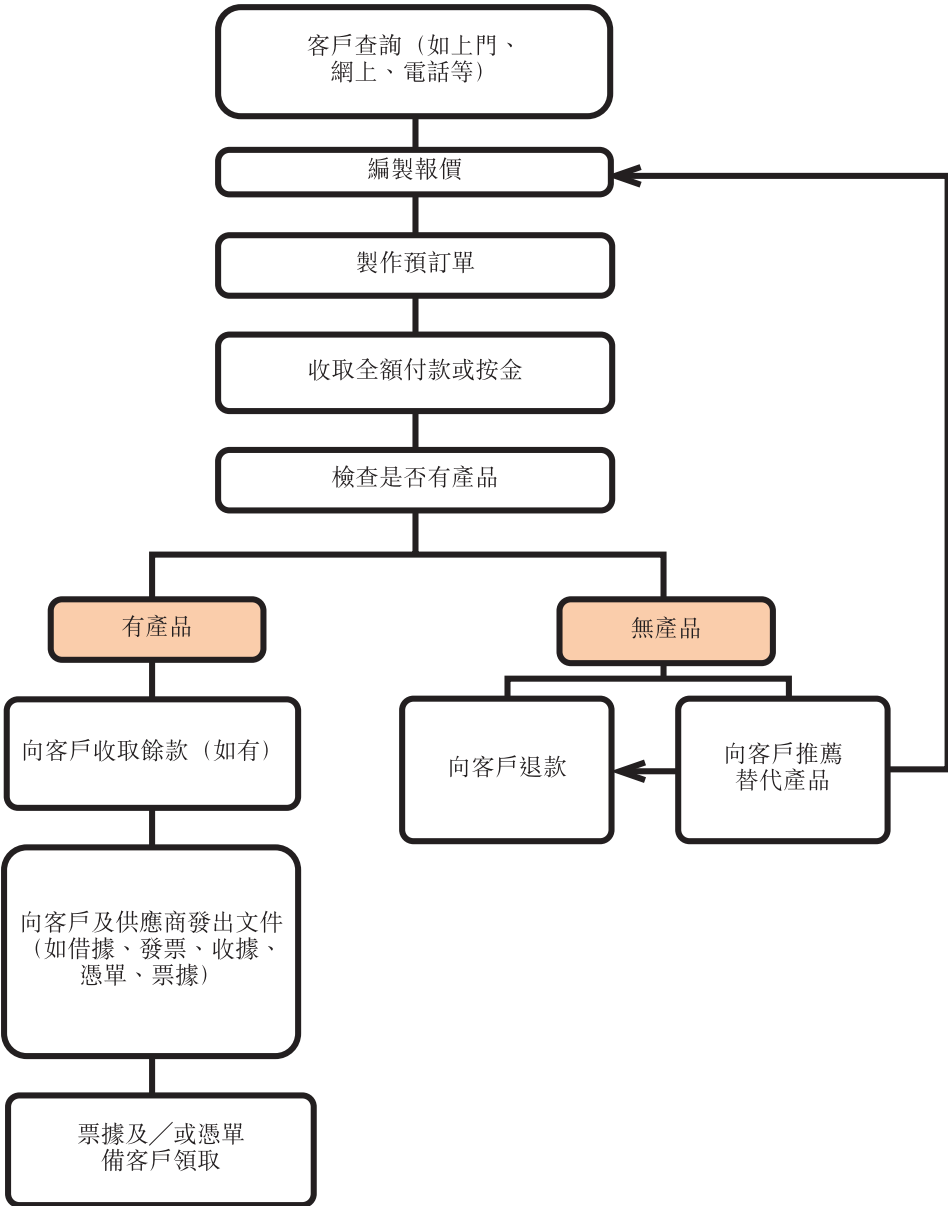 客戶查詢（如上門、
網上、電話等）
編製報價
製作預訂單
收取全額付款或按金
檢查是否有產品
有產品
無產品
向客戶收取餘款（如有）
向客戶退款
向客戶推薦
替代產品
向客戶及供應商發出文件
（如借據、發票、收據、
憑單、票據）
票據及／或憑單
備客戶領取